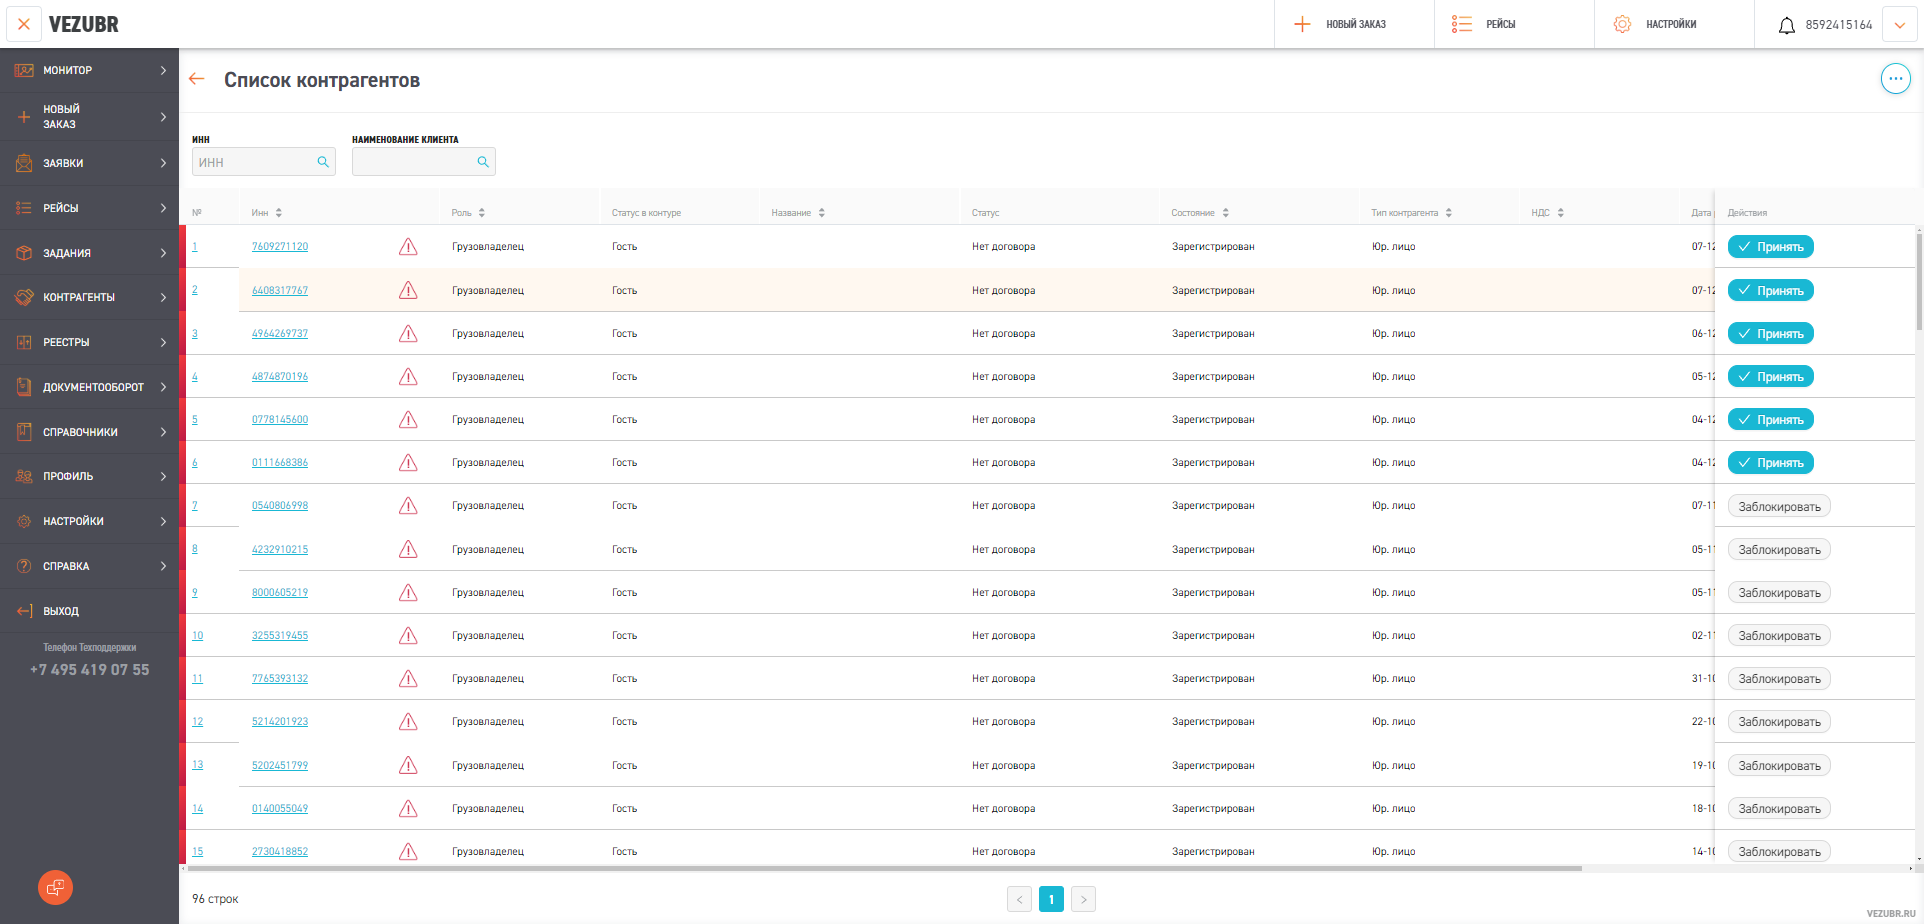 VEZUBR
НОВЫЙ ЗАКАЗ
РЕЙСЫ
НАСТРОЙКИ
8592415164
МОНИТОР
НОВЫЙ
ЗАКАЗ
ЗАЯВКИ
РЕЙСЫ
ЗАДАНИЯ
КОНТРАГЕНТЫ
РЕЕСТРЫ
ДОКУМЕНТООБОРОТ
СПРАВОЧНИКИ
ПРОФИЛЬ
НАСТРОЙКИ
СПРАВКА
ВЫХОД
Телефон Техподдержки
+7 495 419 07 55
Список контрагентов
ИНН НАИМЕНОВАНИЕ КЛИЕНТА
ИНН
№ Инн Роль Статус в контуре Название Статус Состояние Тип контрагента НДС Дата Действия
1 7609271120 Грузовладелец Гость Нет договора Зарегистрирован Юр. лицо 07-12 Принять
2 6408317767 Грузовладелец Гость Нет договора Зарегистрирован Юр. лицо 07-12 Принять
3 4964269737 Грузовладелец Гость Нет договора Зарегистрирован Юр. лицо 06-12 Принять
4 4874870196 Грузовладелец Гость Нет договора Зарегистрирован Юр. лицо 05-12 Принять
5 0778145600 Грузовладелец Гость Нет договора Зарегистрирован Юр. лицо 04-12 Принять
6 0111668386 Грузовладелец Гость Нет договора Зарегистрирован Юр. лицо 04-12 Принять
7 0540806998 Грузовладелец Гость Нет договора Зарегистрирован Юр. лицо 07-11 Заблокировать
8 4232910215 Грузовладелец Гость Нет договора Зарегистрирован Юр. лицо 05-11 Заблокировать
9 8000605219 Грузовладелец Гость Нет договора Зарегистрирован Юр. лицо 05-11 Заблокировать
10 3255319455 Грузовладелец Гость Нет договора Зарегистрирован Юр. лицо 02-11 Заблокировать
11 7765393132 Грузовладелец Гость Нет договора Зарегистрирован Юр. лицо 31-10 Заблокировать
12 5214201923 Грузовладелец Гость Нет договора Зарегистрирован Юр. лицо 22-10 Заблокировать
13 5202451799 Грузовладелец Гость Нет договора Зарегистрирован Юр. лицо 19-10 Заблокировать
14 0140055049 Грузовладелец Гость Нет договора Зарегистрирован Юр. лицо 18-10 Заблокировать
15 2730418852 Грузовладелец Гость Нет договора Зарегистрирован Юр. лицо 14-10 Заблокировать
96 строк
1
VEZUBR.RU